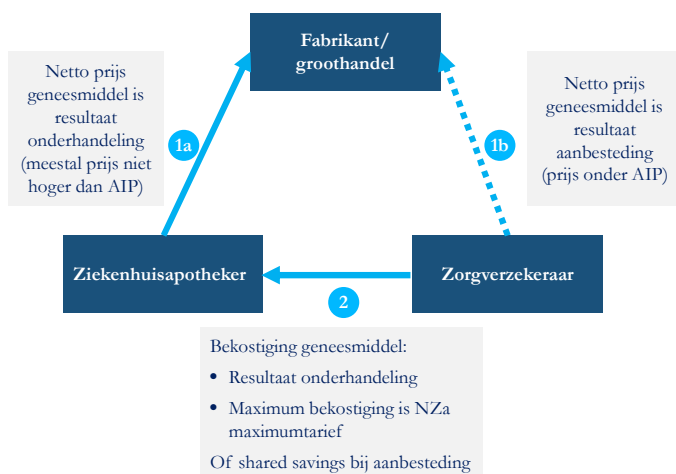 Fabrikant/
groothandel
Netto prijs
geneesmiddel is
resultaat
onderhandeling
(meestal prijs niet
hoger dan AIP)
1a
1b
Netto prijs
geneesmiddel is
resultaat
aanbesteding
(prijs onder AIP)
Ziekenhuisapotheker
Zorgverzekeraar
2
Bekostiging geneesmiddel:
• Resultaat onderhandeling
• Maximum bekostiging is NZa
maximumtarief
Of shared savings bij aanbesteding